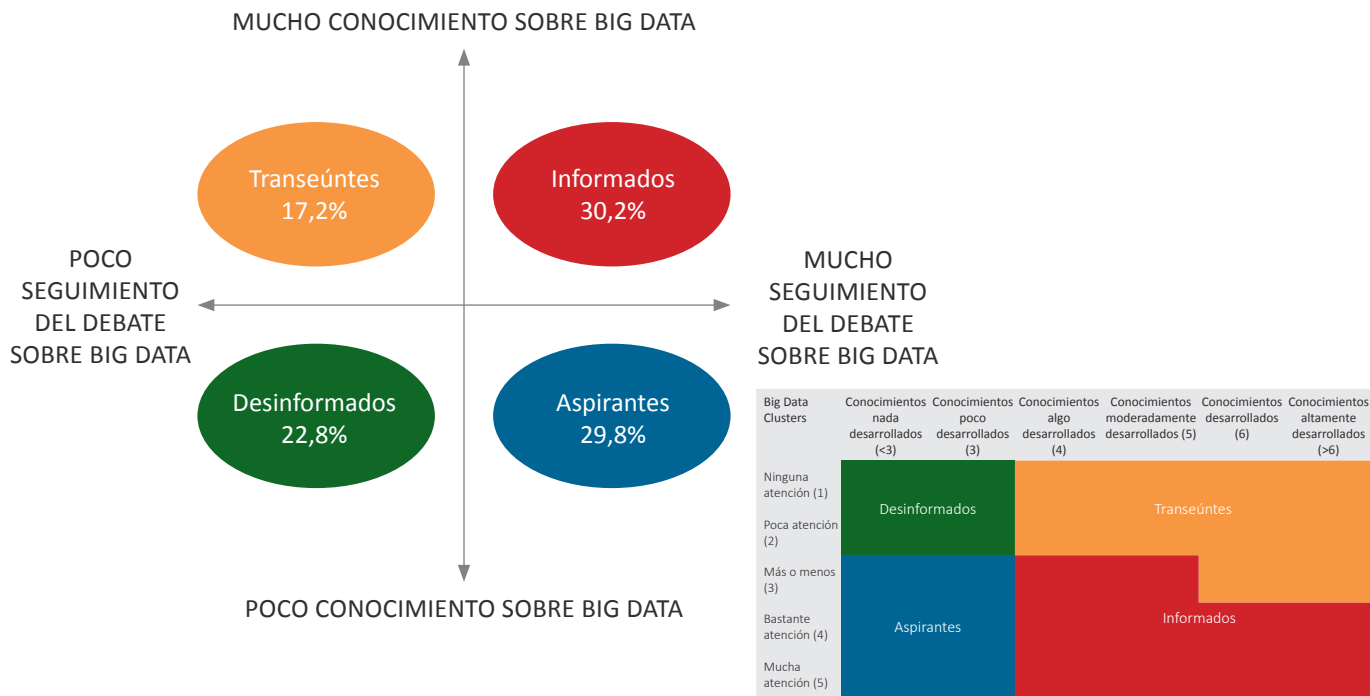 MUCHO CONOCIMIENTO SOBRE BIG DATA
Transeúntes
17,2%
Informados
30,2%
POCO
SEGUIMIENTO
DEL DEBATE
SOBRE BIG DATA
MUCHO
SEGUIMIENTO
DEL DEBATE
SOBRE BIG DATA
Desinformados
22,8%
Aspirantes
29,8%
POCO CONOCIMIENTO SOBRE BIG DATA
Big Data
Clusters
Conocimientos
nada
desarrollados
(<3)
Conocimientos
poco
desarrollados
(3)
Conocimientos
algo
desarrollados
(4)
Conocimientos
moderadamente
desarrollados (5)
Conocimientos
desarrollados
(6)
Conocimientos
altamente
desarrollados
(>6)
Ninguna
atención (1)
Poca atención
(2)
Más o menos
(3)
Bastante
atención (4)
Mucha
atención (5)
Desinformados
Transeúntes
Aspirantes
Informados